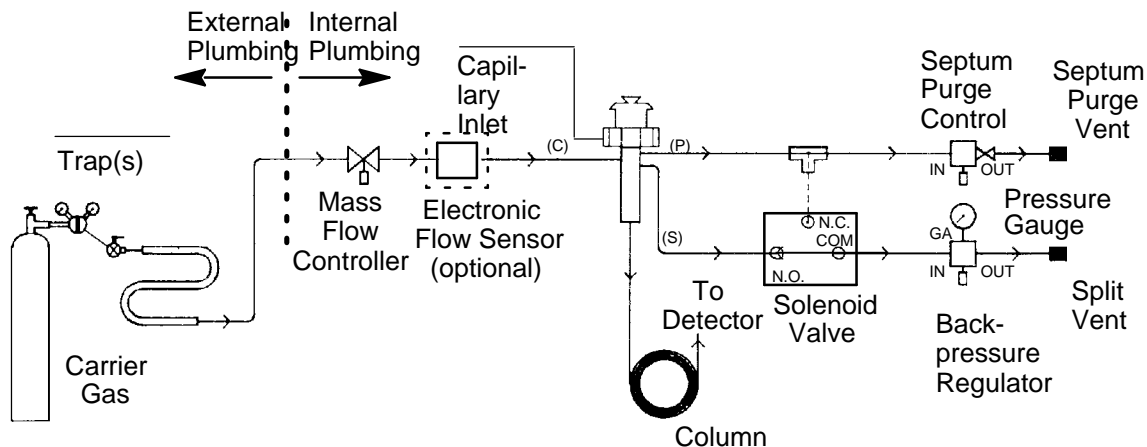 External
Plumbing
Internal
Plumbing
Trap(s)
Carrier
Gas
Mass
Flow
Controller
Capil-
lary
Inlet
Electronic
Flow Sensor
(optional)
(C)
(P)
(S)
To
Detector
Column
N.C.
COM
N.O.
Solenoid
Valve
Septum
Purge
Control
IN
OUT
Septum
Purge
Vent
Pressure
Gauge
GA
IN
OUT
Back-
pressure
Regulator
Split
Vent